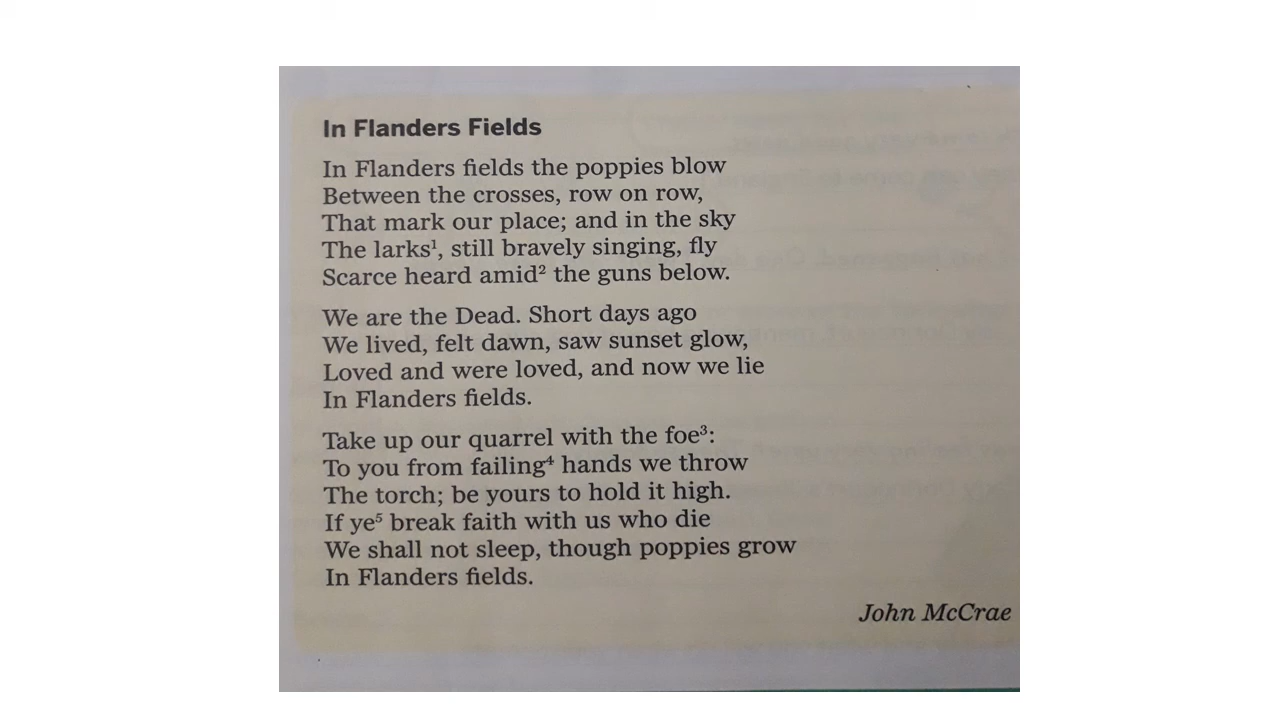 In Flanders Fields
In Flanders fields the poppies blow
Between the crosses, row on row,
That mark our place; and in the sky
The larks¹, still bravely singing, fly
Scarce heard amid² the guns below.
We are the Dead. Short days ago
We lived, felt dawn, saw sunset glow,
Loved and were loved, and now we lie
In Flanders fields.
Take up our quarrel with the foe³:
To you from failing⁴ hands we throw
The torch; be yours to hold it high.
If ye⁵ break faith with us who die
We shall not sleep, though poppies grow
In Flanders fields.
John McCrae